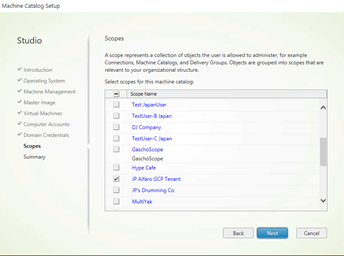 Machine Catalog Setup
Studio
Introduction
Operating System
Machine Management
Master Image
Virtual Machines
Computer Accounts
Domain Credentials
Scopes
Summary
Scopes
A scope represents a collection of objects the user is allowed to administer, for example
Connections, Machine Catalogs, and Delivery Groups. Objects are grouped into scopes that are
relevant to your organizational structure.
Select scopes for this machine catalog:
Scope Name
Test JapanUser
TestUser-B Japan
DJ Company
TestUser-C Japan
GaschoScope
GaschoScope
Hype Cafe
JP Alfaro GCP Tenant
JP's Drumming Co
MultiYak
Back
Next
Cancel